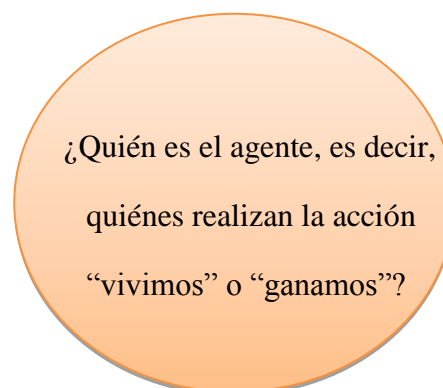 ¿Quién es el agente, es decir,
quiénes realizan la acción
“vivimos” o “ganamos”?